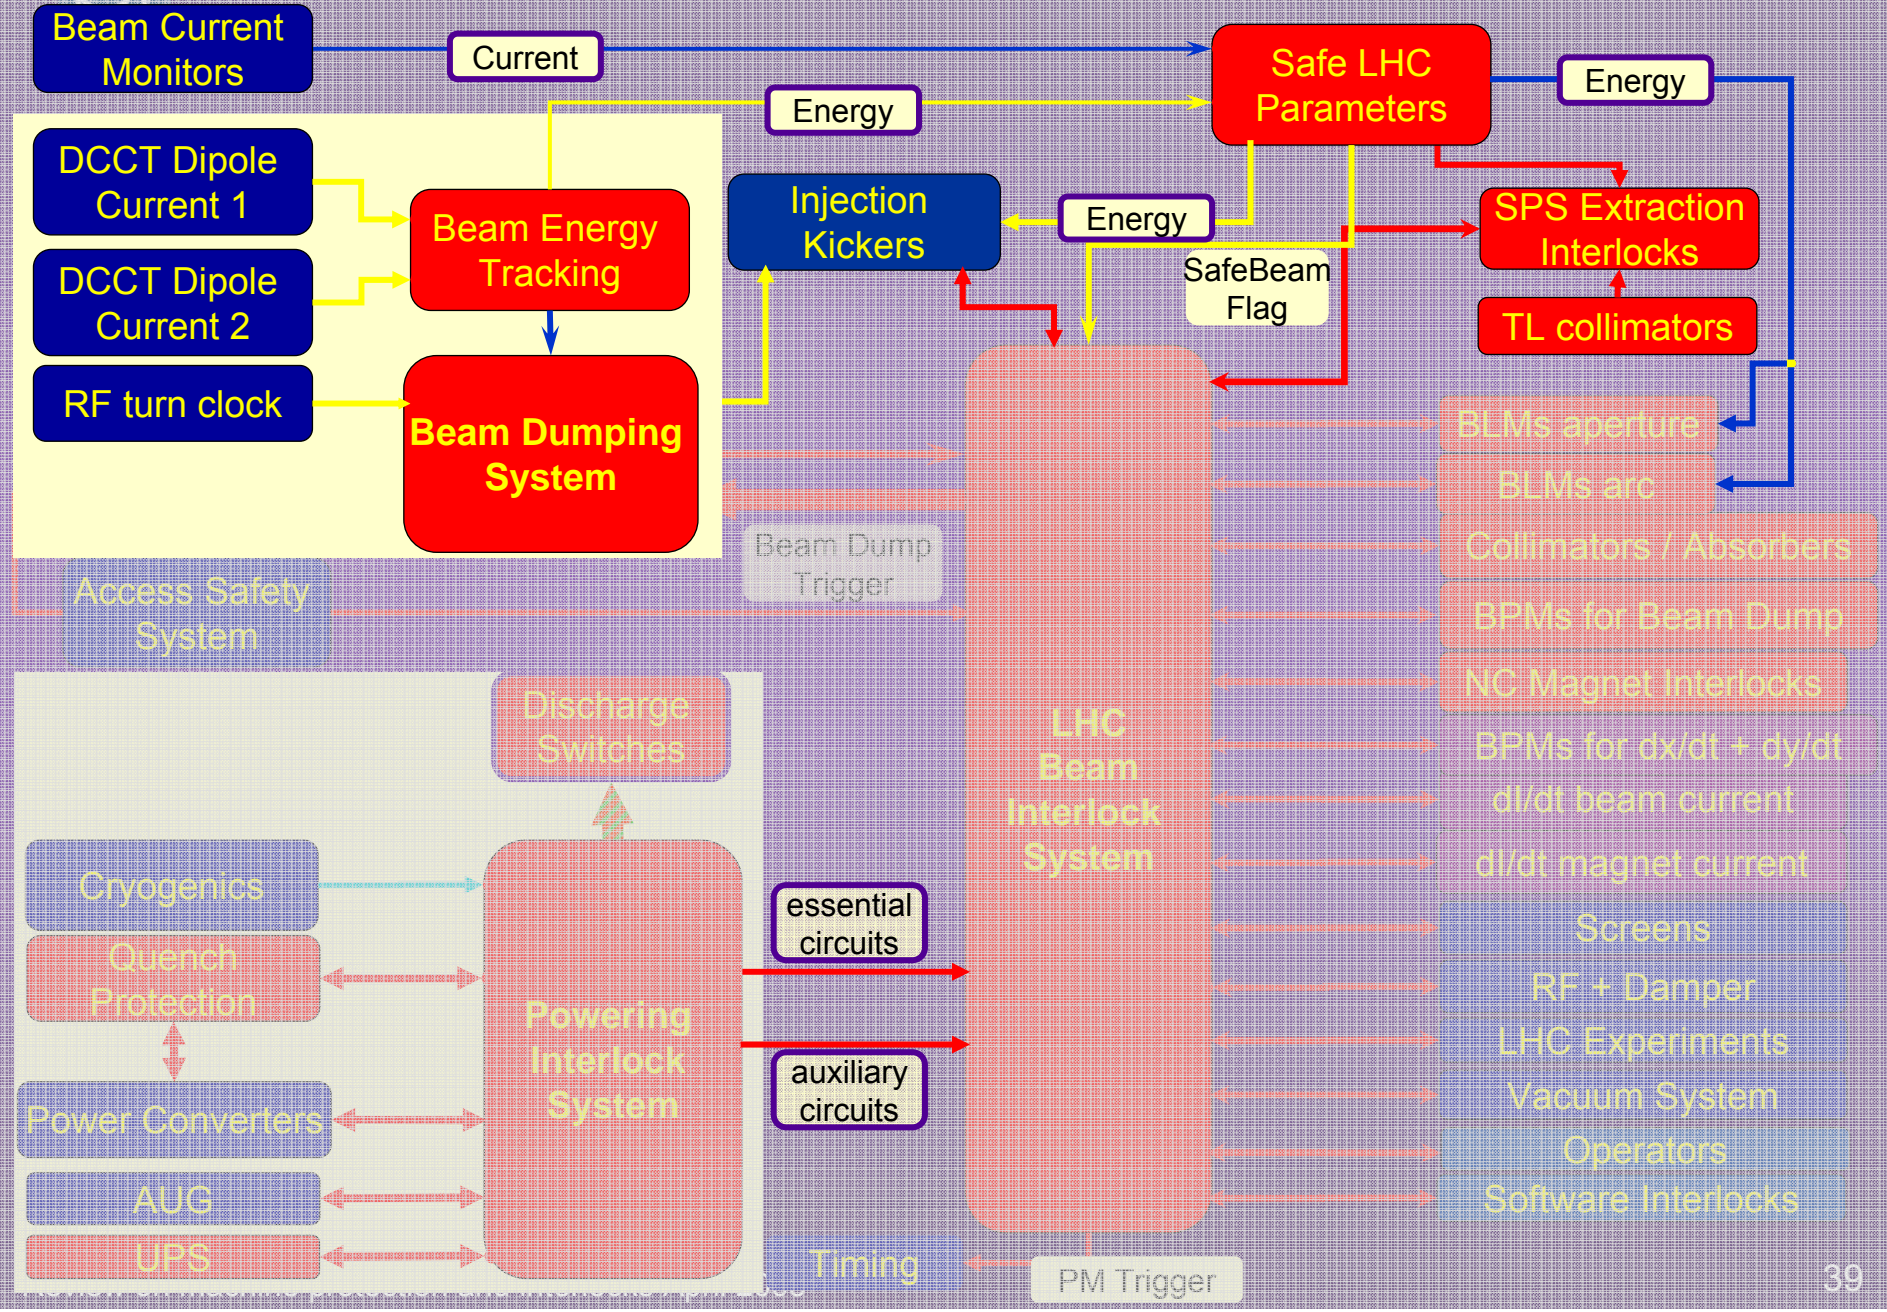 Beam Current
Monitors
Current
Energy
Safe LHC
Parameters
Energy
DCCT Dipole
Current 1
Beam Energy
Tracking
DCCT Dipole
Current 2
RF turn clock
Beam Dumping
System
Injection
Kickers
Energy
SafeBeam
Flag
SPS Extraction
Interlocks
TL collimators
BLMs aperture
BLMs arc
Collimators / Absorbers
BPMs for Beam Dump
NC Magnet Interlocks
BPMs for dx/dt + dy/dt
dI/dt beam current
dI/dt magnet current
Screens
RF + Damper
LHC Experiments
Vacuum System
Operators
Software Interlocks
Beam Dump
Trigger
Access Safety
System
LHC
Beam
Interlock
System
Discharge
Switches
Cryogenics
Quench
Protection
Power Converters
AUG
UPS
Powering
Interlock
System
essential
circuits
auxiliary
circuits
Timing
PM Trigger
39